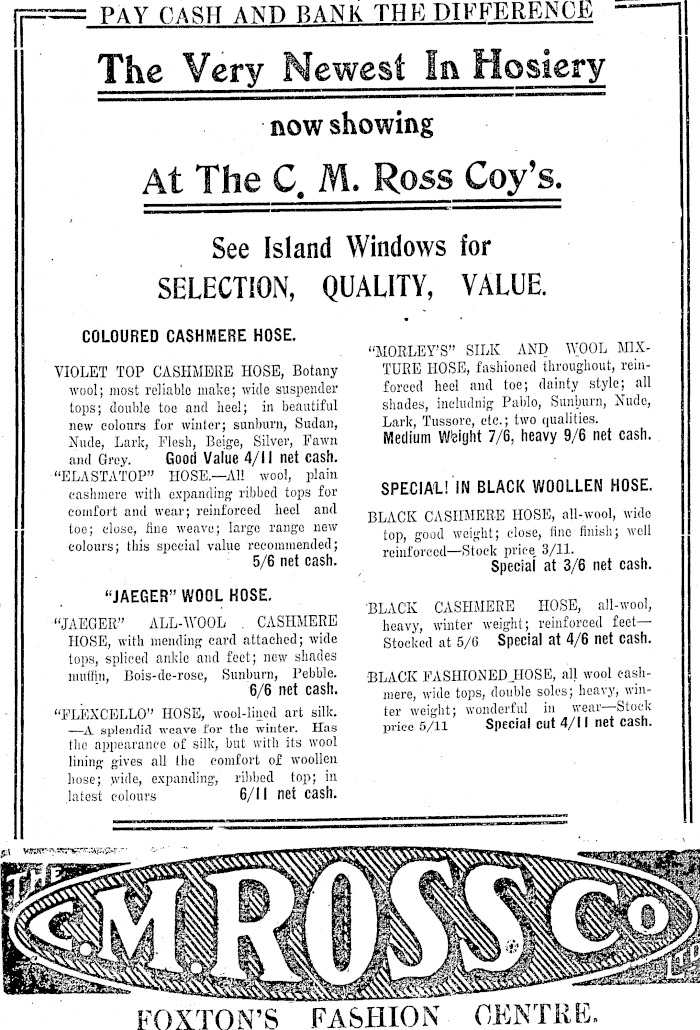 PAY CASH AND BANK THE DIFFERENCE
The Very Newest In Hosiery
now showing
At The C. M. Ross Coy's.
See Island Windows for
SELECTION, QUALITY, VALUE.
COLOURED CASHMERE HOSE.
VIOLET TOP CASHMERE HOSE, Botany
wool; most reliable make; wide suspender
tops; double toe and heel; in beautiful
new colours for winter; sunburn, Sudan,
Nude, Lark, Flesh, Beige, Silver, Fawn
and Grey. Good Value 4/11 net cash.
"ELASTATOP" HOSE.—All wool, plain
cashmere with expanding ribbed tops for
comfort and wear; reinforced heel and
toe; close, fine weave; large range new
colours; this special value recommended;
5/6 net cash.
"JAEGER" WOOL HOSE.
"JAEGER" ALL-WOOL CASHMERE
HOSE, with mending card attached; wide
tops, spliced ankle and feet; new shades
muffin, Bois-de-rose, Sunburn, Pebble.
6/6 net cash.
"FLEXCELLO" HOSE, wool-lined art silk.
—A splendid weave for the winter. Has
the appearance of silk, but with its wool
lining gives all the comfort of woollen
hose; wide, expanding, ribbed top; in
latest colours 6/11 net cash.
"MORLEY'S" SILK AND WOOL MIX-
TURE HOSE, fashioned throughout, rein-
forced heel and toe; dainty style; all
shades, includnig Pablo, Sunburn, Nude,
Lark, Tussore, etc.; two qualities.
Medium Weight 7/6, heavy 9/6 net cash.
SPECIAL! IN BLACK WOOLLEN HOSE.
BLACK CASHMERE HOSE, all-wool, wide
top, good weight; close, fine finish; well
reinforced—Stock price 3/11.
Special at 3/6 net cash.
BLACK CASHMERE HOSE, all-wool,
heavy, winter weight; reinforced feet—
Stocked at 5/6 Special at 4/6 net cash.
BLACK FASHIONED HOSE, all wool cash-
mere, wide tops, double soles; heavy, win-
ter weight; wonderful in wear—Stock
price 5/11 Special cut 4/11 net cash.
THE
C.M. ROSS CO
LTD
FOXTON'S FASHION CENTRE.